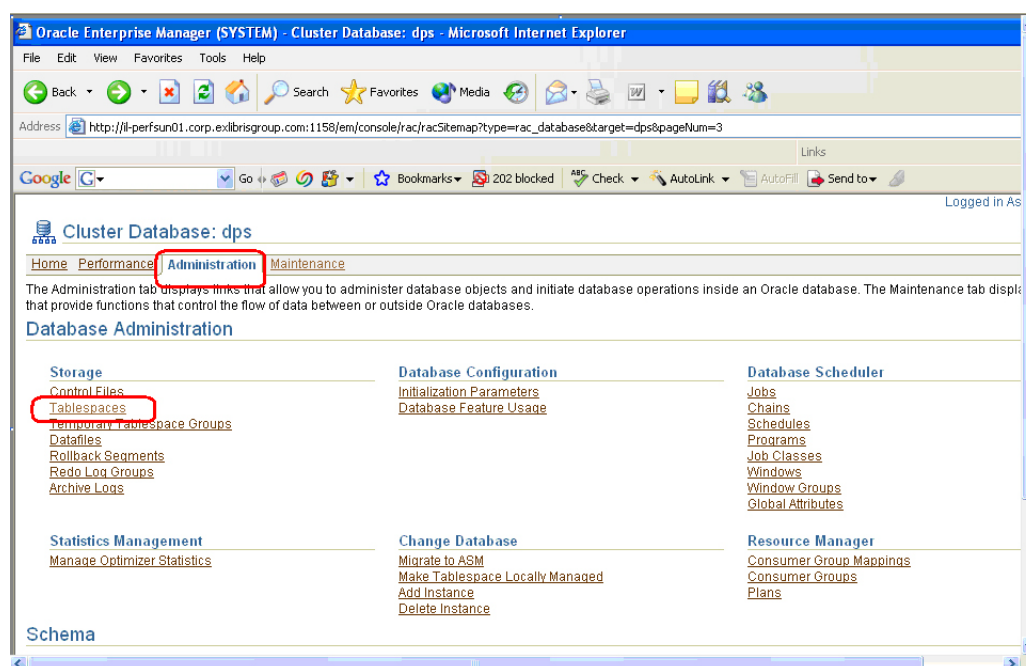 Oracle Enterprise Manager (SYSTEM) - Cluster Database: dps - Microsoft Internet Explorer
File Edit View Favorites Tools Help
Back Search Favorites Media
Address http://il-perfsun01.corp.exlibrisgroup.com:1158/em/console/rac/racSitemap?type=rac_database&target=dps&pageNum=3
Links
Google G Go Bookmarks 202 blocked ABC Check AutoLink AutoFill Send to
Logged in As
Cluster Database: dps
Home Performance Administration Maintenance
The Administration tab displays links that allow you to administer database objects and initiate database operations inside an Oracle database. The Maintenance tab displa
that provide functions that control the flow of data between or outside Oracle databases.
Database Administration
Storage
Control Files
Tablespaces
Temporary Tablespace Groups
Datafiles
Rollback Segments
Redo Log Groups
Archive Logs
Database Configuration
Initialization Parameters
Database Feature Usage
Database Scheduler
Jobs
Chains
Schedules
Programs
Job Classes
Windows
Window Groups
Global Attributes
Statistics Management
Manage Optimizer Statistics
Change Database
Migrate to ASM
Make Tablespace Locally Managed
Add Instance
Delete Instance
Resource Manager
Consumer Group Mappings
Consumer Groups
Plans
Schema